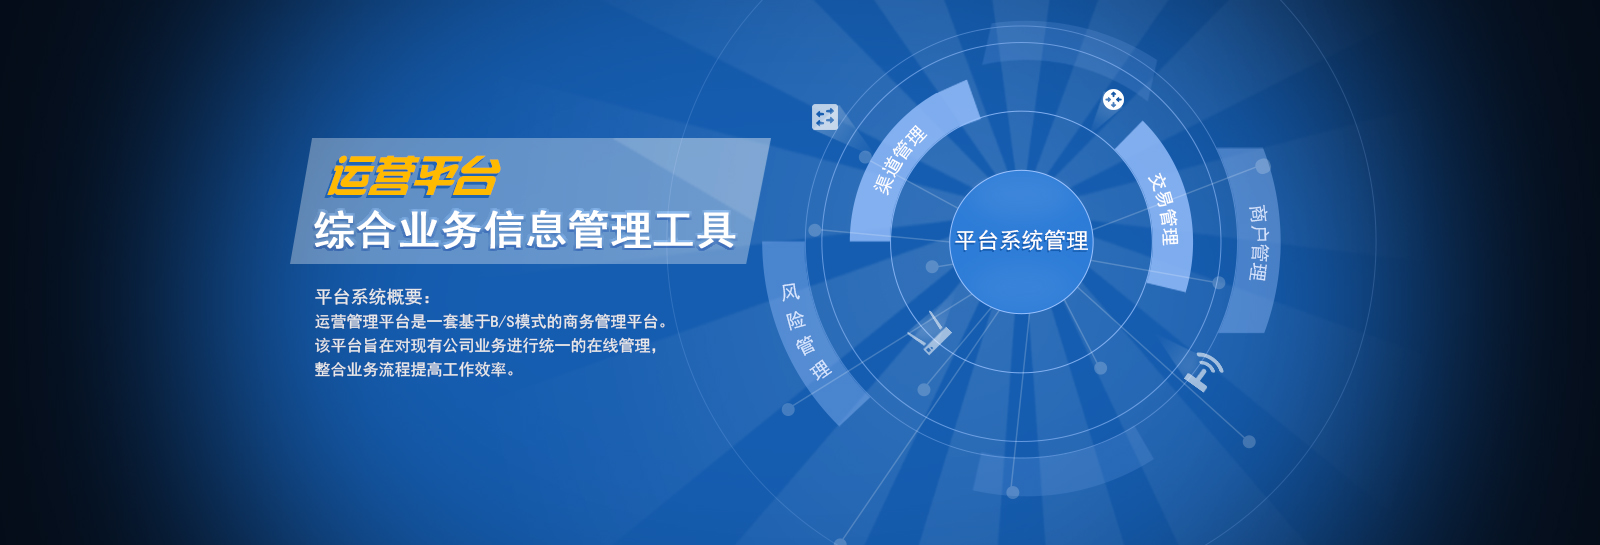 运营平台
综合业务信息管理工具
平台系统概要:
运营管理平台是一套基于B/S模式的商务管理平台。
该平台旨在对现有公司业务进行统一的在线管理,
整合业务流程提高工作效率。
渠道管理
交易管理
平台系统管理
商户管理
风险管理